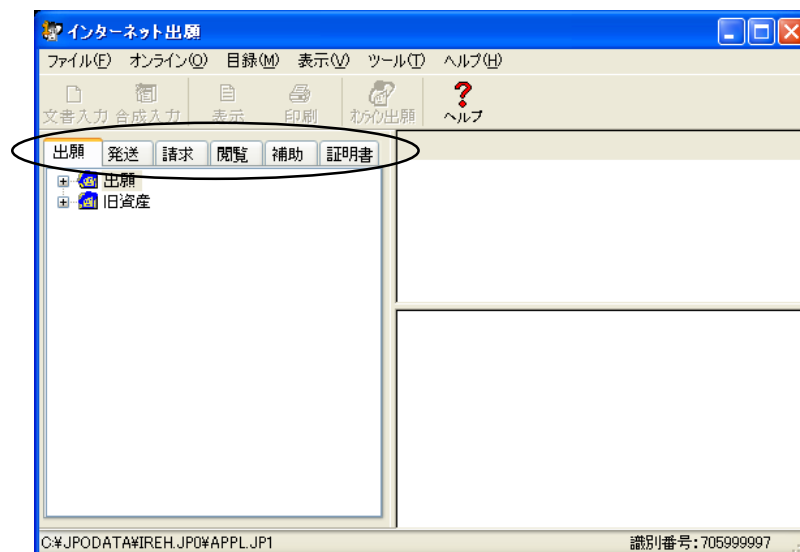 インターネット出願
ファイル(F) オンライン(O) 目録(M) 表示(V) ツール(T) ヘルプ(H)
文書入力 合成入力 表示 印刷 オンライン出願 ヘルプ
出願 発送 請求 閲覧 補助 証明書
出願
旧資産
C:¥JPODATA¥IREH.JP0¥APPL.JP1 識別番号:705999997